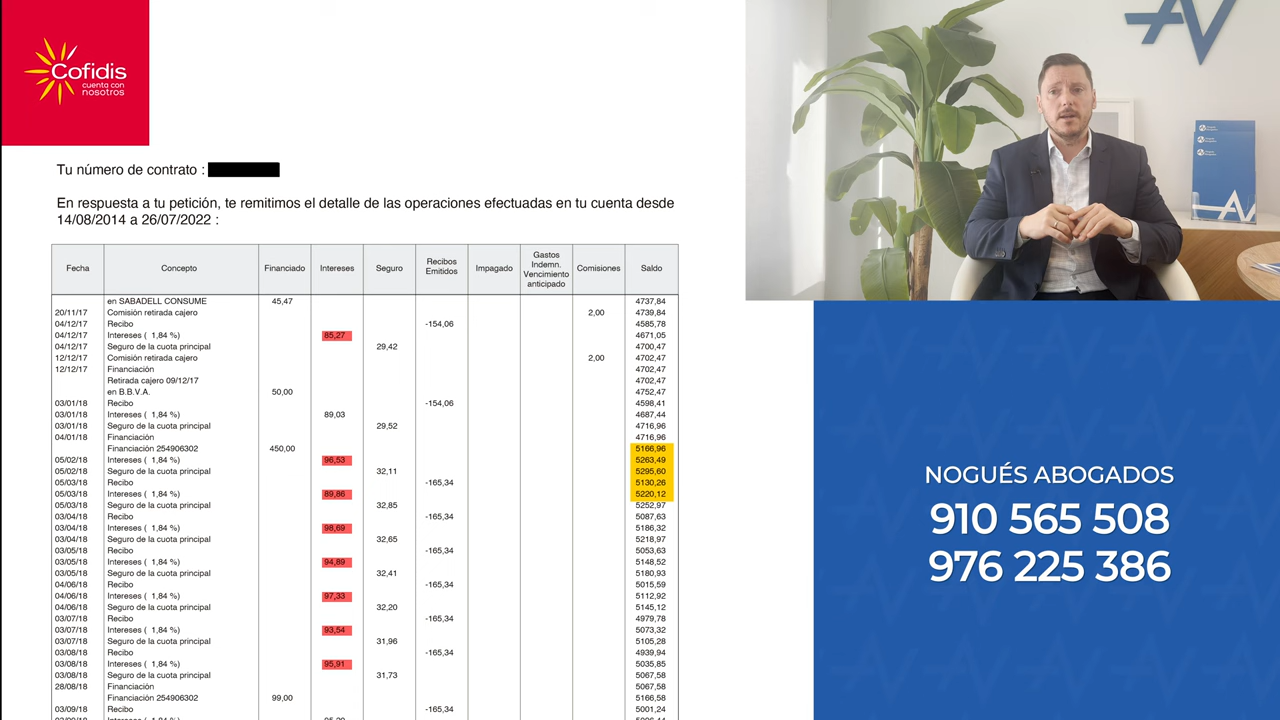 Cofidis
cuenta con
nosotros
Tu número de contrato :
En respuesta a tu petición, te remitimos el detalle de las operaciones efectuadas en tu cuenta desde
14/08/2014 a 26/07/2022 :
Fecha Concepto Financiado Intereses Seguro Recibos Emitidos Impagado Gastos Indemn. Vencimiento anticipado Comisiones Saldo
en SABADELL CONSUME 45,47 4737,84
20/11/17 Comisión retirada cajero 2,00 4739,84
04/12/17 Recibo -154,06 4585,78
04/12/17 Intereses ( 1,84 %) 85,27 4671,05
04/12/17 Seguro de la cuota principal 29,42 4700,47
12/12/17 Comisión retirada cajero 2,00 4702,47
12/12/17 Financiación 4702,47
Retirada cajero 09/12/17 4702,47
en B.B.V.A. 50,00 4752,47
03/01/18 Recibo -154,06 4598,41
03/01/18 Intereses ( 1,84 %) 89,03 4687,44
03/01/18 Seguro de la cuota principal 29,52 4716,96
04/01/18 Financiación 4716,96
Financiación 254906302 450,00 5166,96
05/02/18 Intereses ( 1,84 %) 96,53 5263,49
05/02/18 Seguro de la cuota principal 32,11 5295,60
05/03/18 Recibo -165,34 5130,26
05/03/18 Intereses ( 1,84 %) 89,86 5220,12
05/03/18 Seguro de la cuota principal 32,85 5252,97
03/04/18 Recibo -165,34 5087,63
03/04/18 Intereses ( 1,84 %) 98,69 5186,32
03/04/18 Seguro de la cuota principal 32,65 5218,97
03/05/18 Recibo -165,34 5053,63
03/05/18 Intereses ( 1,84 %) 94,89 5148,52
03/05/18 Seguro de la cuota principal 32,41 5180,93
04/06/18 Recibo -165,34 5015,59
04/06/18 Intereses ( 1,84 %) 97,33 5112,92
04/06/18 Seguro de la cuota principal 32,20 5145,12
03/07/18 Recibo -165,34 4979,78
03/07/18 Intereses ( 1,84 %) 93,54 5073,32
03/07/18 Seguro de la cuota principal 31,96 5105,28
03/08/18 Recibo -165,34 4939,94
03/08/18 Intereses ( 1,84 %) 95,91 5035,85
03/08/18 Seguro de la cuota principal 31,73 5067,58
28/08/18 Financiación 5067,58
Financiación 254906302 99,00 5166,58
03/09/18 Recibo -165,34 5001,24
NOGUÉS ABOGADOS
910 565 508
976 225 386